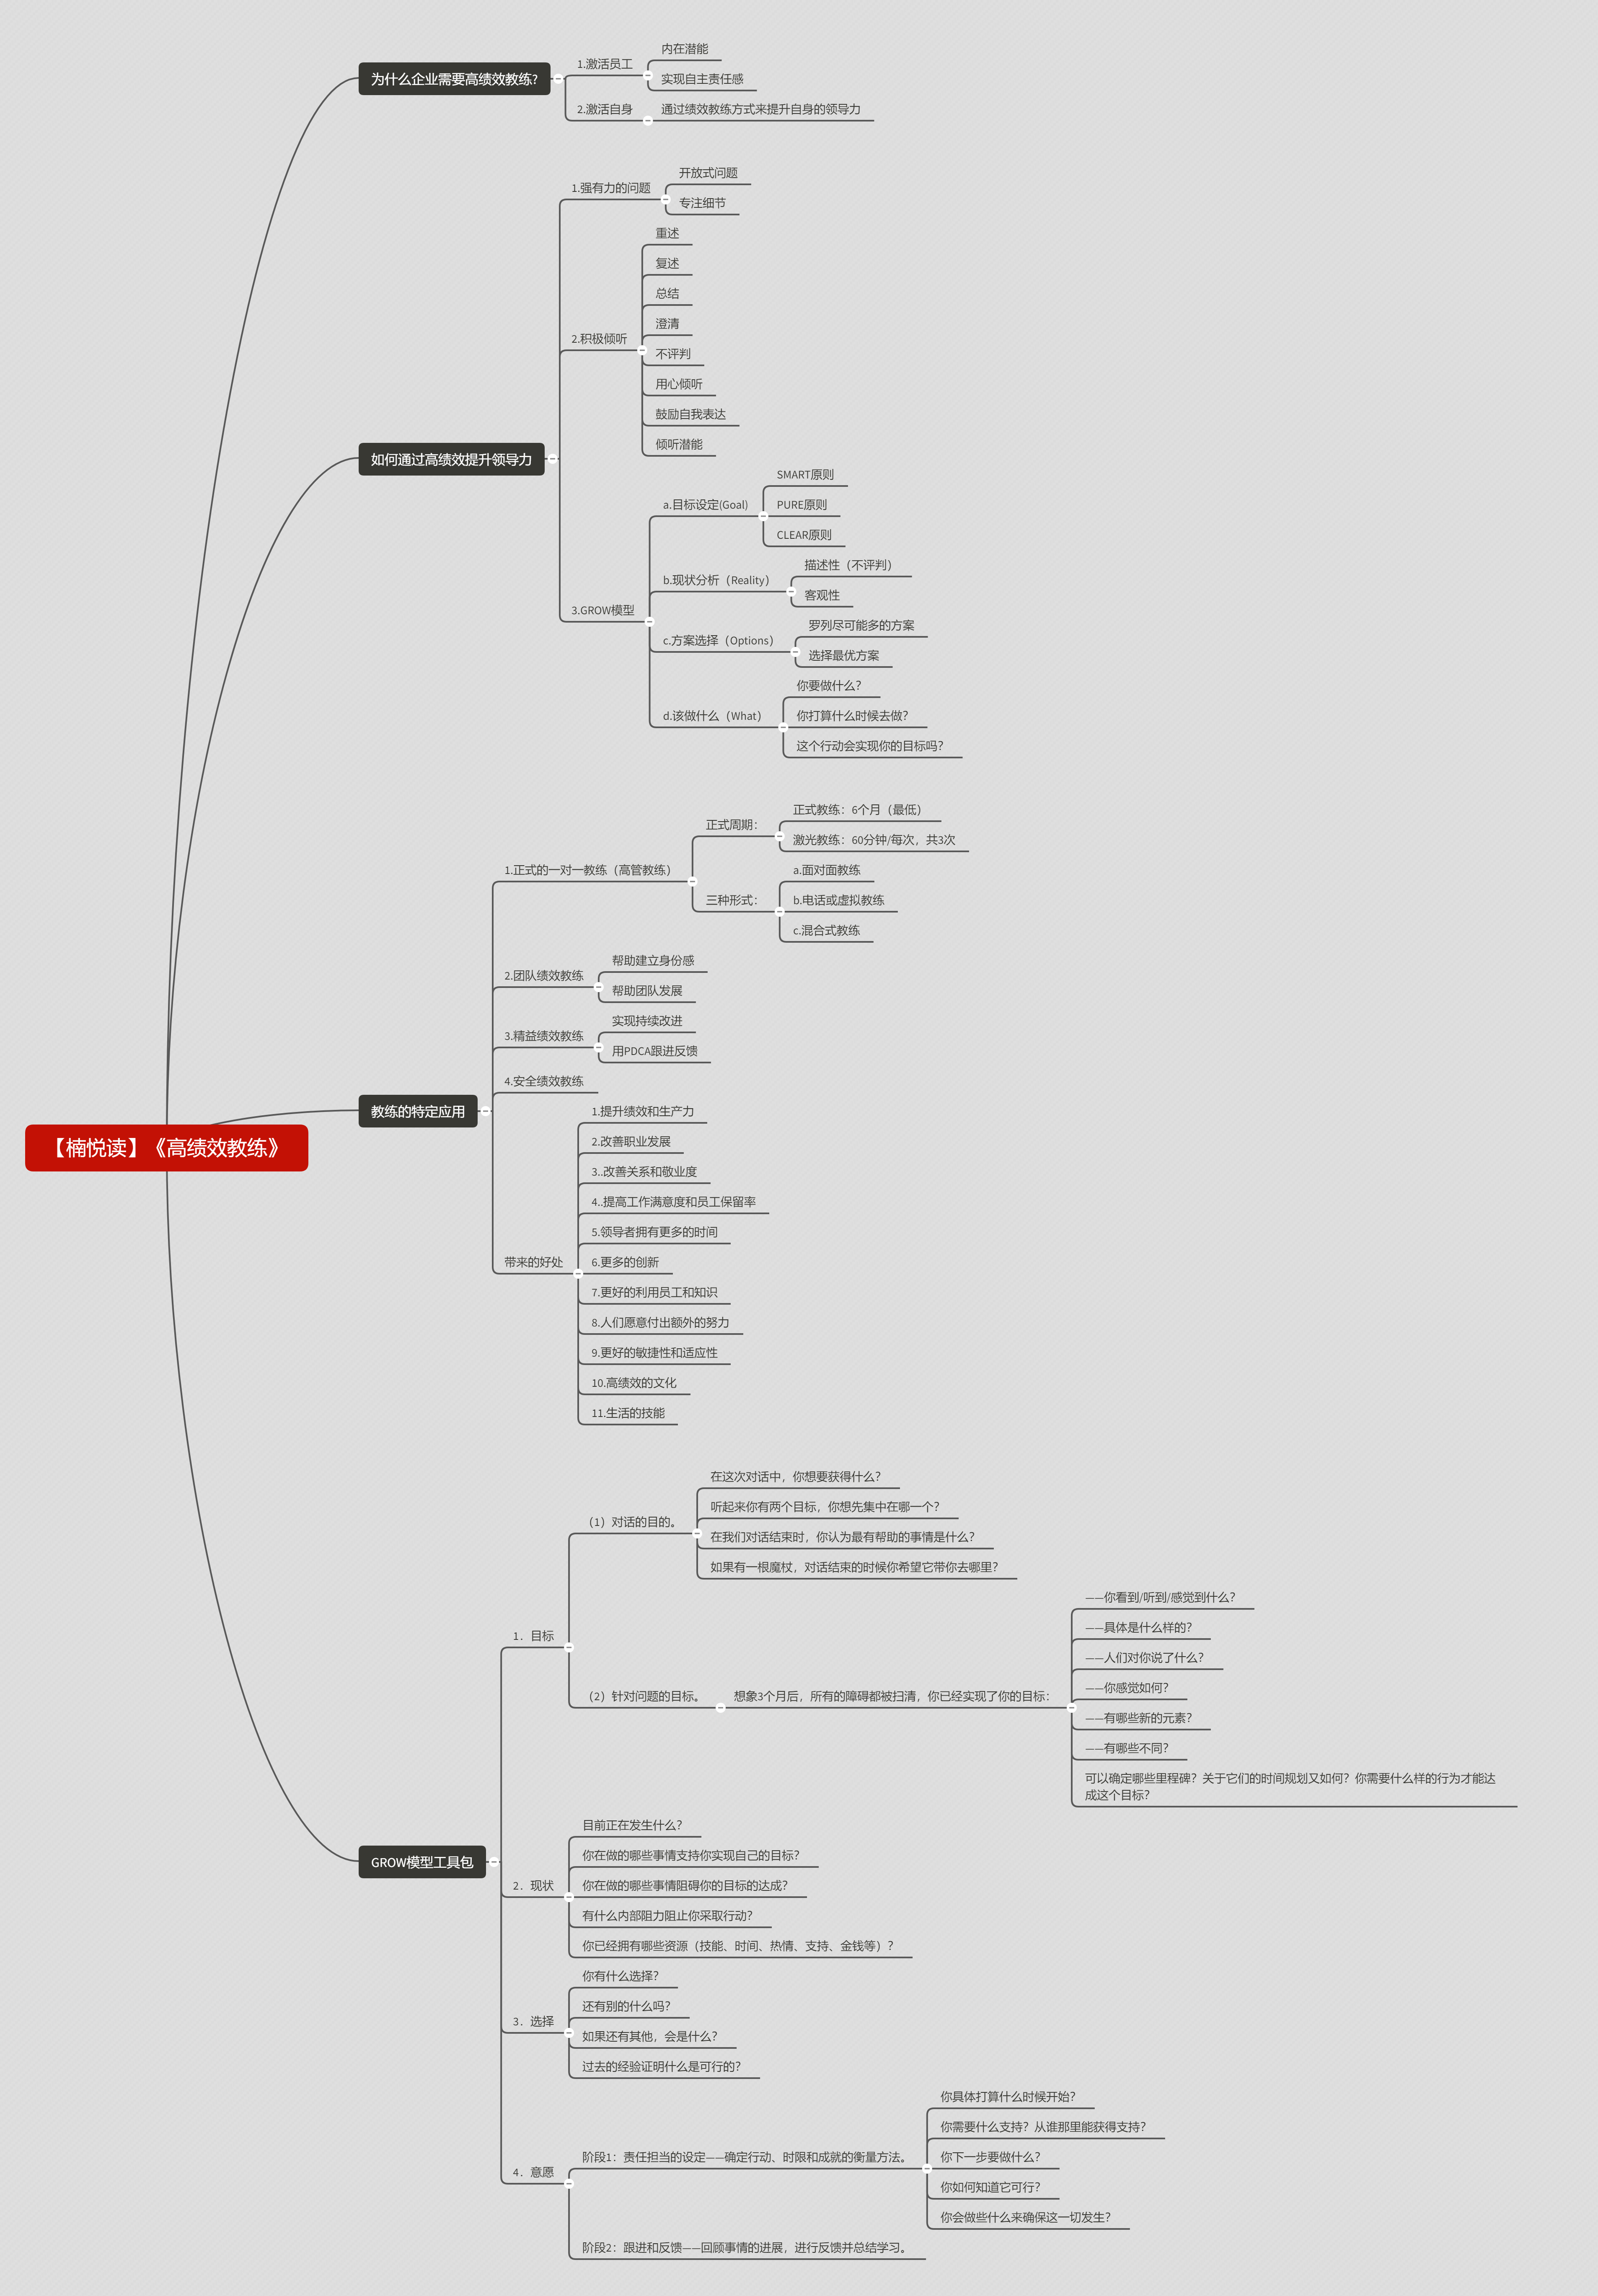 【楠悦读】《高绩效教练》
为什么企业需要高绩效教练?
1.激活员工
内在潜能
实现自主责任感
2.激活自身
通过绩效教练方式来提升自身的领导力
如何通过高绩效提升领导力
1.强有力的问题
开放式问题
专注细节
2.积极倾听
重述
复述
总结
澄清
不评判
用心倾听
鼓励自我表达
倾听潜能
3.GROW模型
a.目标设定(Goal)
SMART原则
PURE原则
CLEAR原则
b.现状分析（Reality）
描述性（不评判）
客观性
c.方案选择（Options）
罗列尽可能多的方案
选择最优方案
d.该做什么（What）
你要做什么？
你打算什么时候去做？
这个行动会实现你的目标吗？
教练的特定应用
1.正式的一对一教练（高管教练）
正式周期：
正式教练：6个月（最低）
激光教练：60分钟/每次，共3次
三种形式：
a.面对面教练
b.电话或虚拟教练
c.混合式教练
2.团队绩效教练
帮助建立身份感
帮助团队发展
3.精益绩效教练
实现持续改进
用PDCA跟进反馈
4.安全绩效教练
带来的好处
1.提升绩效和生产力
2.改善职业发展
3..改善关系和敬业度
4..提高工作满意度和员工保留率
5.领导者拥有更多的时间
6.更多的创新
7.更好的利用员工和知识
8.人们愿意付出额外的努力
9.更好的敏捷性和适应性
10.高绩效的文化
11.生活的技能
GROW模型工具包
1．目标
（1）对话的目的。
在这次对话中，你想要获得什么？
听起来你有两个目标，你想先集中在哪一个？
在我们对话结束时，你认为最有帮助的事情是什么？
如果有一根魔杖，对话结束的时候你希望它带你去哪里？
（2）针对问题的目标。
想象3个月后，所有的障碍都被扫清，你已经实现了你的目标：
——你看到/听到/感觉到什么？
——具体是什么样的？
——人们对你说了什么？
——你感觉如何？
——有哪些新的元素？
——有哪些不同？
可以确定哪些里程碑？关于它们的时间规划又如何？你需要什么样的行为才能达
成这个目标？
2．现状
目前正在发生什么？
你在做的哪些事情支持你实现自己的目标？
你在做的哪些事情阻碍你的目标的达成？
有什么内部阻力阻止你采取行动？
你已经拥有哪些资源（技能、时间、热情、支持、金钱等）？
3．选择
你有什么选择？
还有别的什么吗？
如果还有其他，会是什么？
过去的经验证明什么是可行的？
4．意愿
阶段1：责任担当的设定——确定行动、时限和成就的衡量方法。
你具体打算什么时候开始？
你需要什么支持？从谁那里能获得支持？
你下一步要做什么？
你如何知道它可行？
你会做些什么来确保这一切发生？
阶段2：跟进和反馈——回顾事情的进展，进行反馈并总结学习。